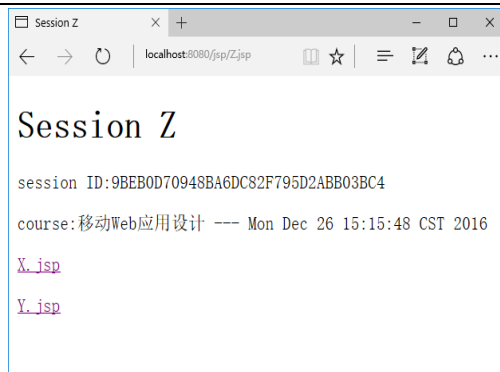 Session Z
localhost:8080/jsp/Z.jsp
Session Z
session ID:9BEB0D70948BA6DC82F795D2ABB03BC4
course:移动Web应用设计 --- Mon Dec 26 15:15:48 CST 2016
X.jsp
Y.jsp